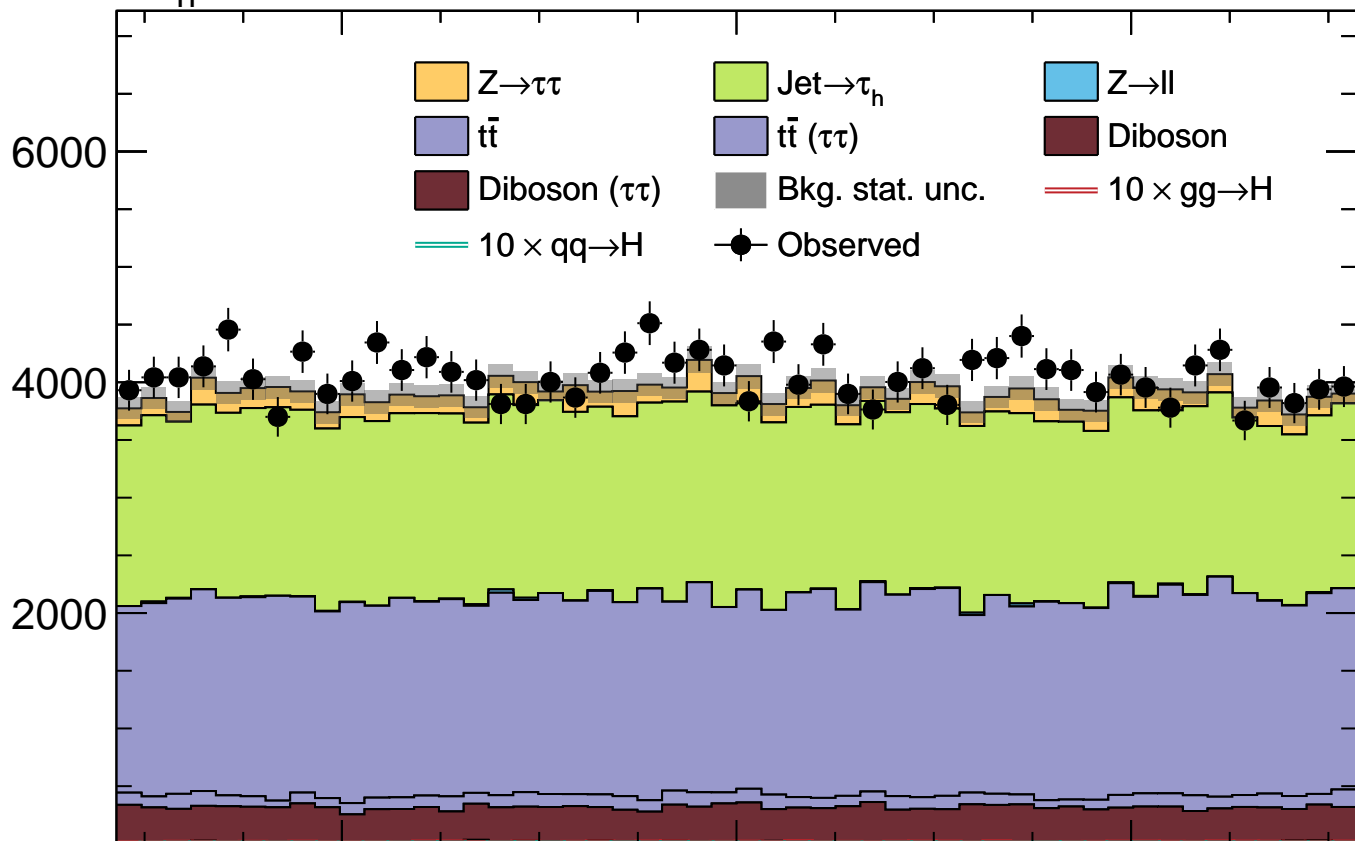 Z→ττ Jet→τh Z→ll
6000 tt̄ tt̄ (ττ) Diboson
Diboson (ττ) Bkg. stat. unc. 10 × gg→H
10 × qq→H Observed
4000
2000